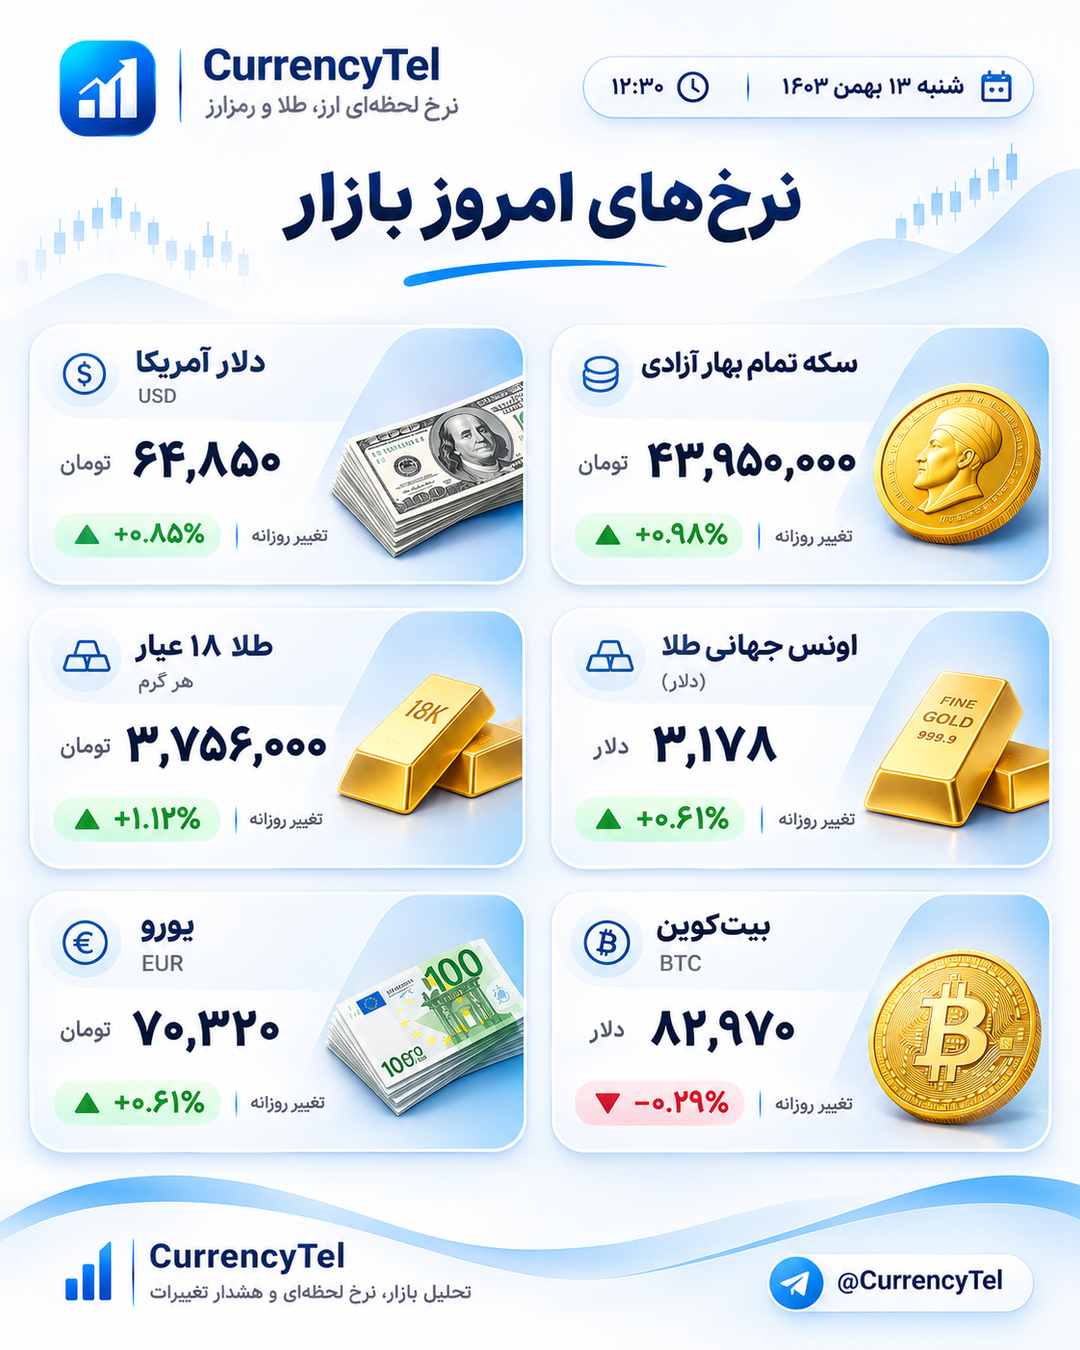 CurrencyTel
نرخ لحظه‌ای ارز، طلا و رمزارز
شنبه ۱۳ بهمن ۱۶۰۳
۱۲:۳۰
نرخ‌های امروز بازار
سکه تمام بهار آزادی
۴۳,۹۵۰,۰۰۰ تومان
تغییر روزانه
+۰.۹۸%
دلار آمریکا
USD
۶۴,۸۵۰ تومان
تغییر روزانه
+۰.۸۵%
100
اونس جهانی طلا
(دلار)
۳,۱۷۸ دلار
تغییر روزانه
+۰.۶۱%
FINE
GOLD
999.9
طلا ۱۸ عیار
هر گرم
۳,۷۵۶,۰۰۰ تومان
تغییر روزانه
+۱.۱۲%
18K
بیت‌کوین
BTC
۸۲,۹۷۰ دلار
تغییر روزانه
−۰.۲۹%
یورو
EUR
۷۰,۳۲۰ تومان
تغییر روزانه
+۰.۶۱%
100
CurrencyTel
تحلیل بازار، نرخ لحظه‌ای و هشدار تغییرات
@CurrencyTel